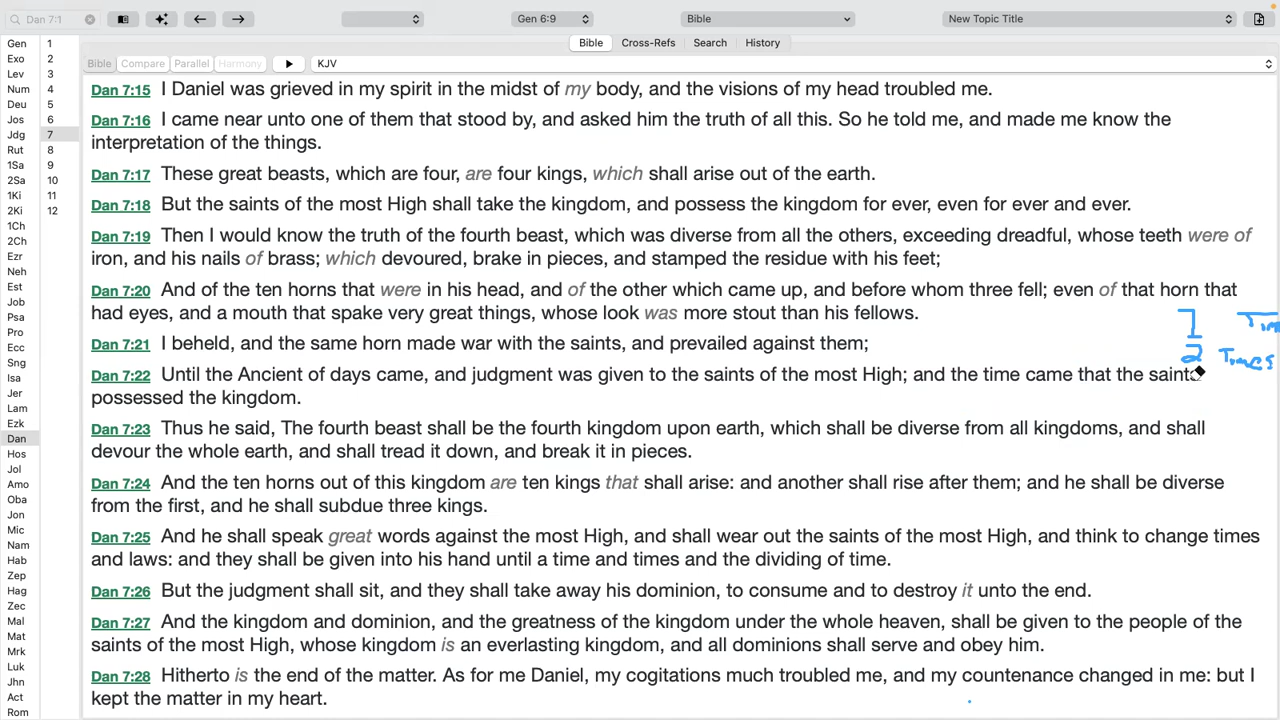 Dan 7:1 Gen 6:9 Bible New Topic Title
Bible Cross-Refs Search History
Bible Compare Parallel Harmony KJV
Gen 1
Exo 2
Lev 3
Num 4
Deu 5
Jos 6
Jdg 7
Rut 8
1Sa 9
2Sa 10
1Ki 11
2Ki 12
1Ch
2Ch
Ezr
Neh
Est
Job
Psa
Pro
Ecc
Sng
Isa
Jer
Lam
Ezk
Dan
Hos
Jol
Amo
Oba
Jon
Mic
Nam
Hab
Zep
Hag
Zec
Mal
Mat
Mrk
Luk
Jhn
Act
Rom
Dan 7:15 I Daniel was grieved in my spirit in the midst of my body, and the visions of my head troubled me.
Dan 7:16 I came near unto one of them that stood by, and asked him the truth of all this. So he told me, and made me know the
interpretation of the things.
Dan 7:17 These great beasts, which are four, are four kings, which shall arise out of the earth.
Dan 7:18 But the saints of the most High shall take the kingdom, and possess the kingdom for ever, even for ever and ever.
Dan 7:19 Then I would know the truth of the fourth beast, which was diverse from all the others, exceeding dreadful, whose teeth were of
iron, and his nails of brass; which devoured, brake in pieces, and stamped the residue with his feet;
Dan 7:20 And of the ten horns that were in his head, and of the other which came up, and before whom three fell; even of that horn that
had eyes, and a mouth that spake very great things, whose look was more stout than his fellows.
1
Dan 7:21 I beheld, and the same horn made war with the saints, and prevailed against them;
2 Times
Dan 7:22 Until the Ancient of days came, and judgment was given to the saints of the most High; and the time came that the saints
possessed the kingdom.
Dan 7:23 Thus he said, The fourth beast shall be the fourth kingdom upon earth, which shall be diverse from all kingdoms, and shall
devour the whole earth, and shall tread it down, and break it in pieces.
Dan 7:24 And the ten horns out of this kingdom are ten kings that shall arise: and another shall rise after them; and he shall be diverse
from the first, and he shall subdue three kings.
Dan 7:25 And he shall speak great words against the most High, and shall wear out the saints of the most High, and think to change times
and laws: and they shall be given into his hand until a time and times and the dividing of time.
Dan 7:26 But the judgment shall sit, and they shall take away his dominion, to consume and to destroy it unto the end.
Dan 7:27 And the kingdom and dominion, and the greatness of the kingdom under the whole heaven, shall be given to the people of the
saints of the most High, whose kingdom is an everlasting kingdom, and all dominions shall serve and obey him.
Dan 7:28 Hitherto is the end of the matter. As for me Daniel, my cogitations much troubled me, and my countenance changed in me: but I
kept the matter in my heart.